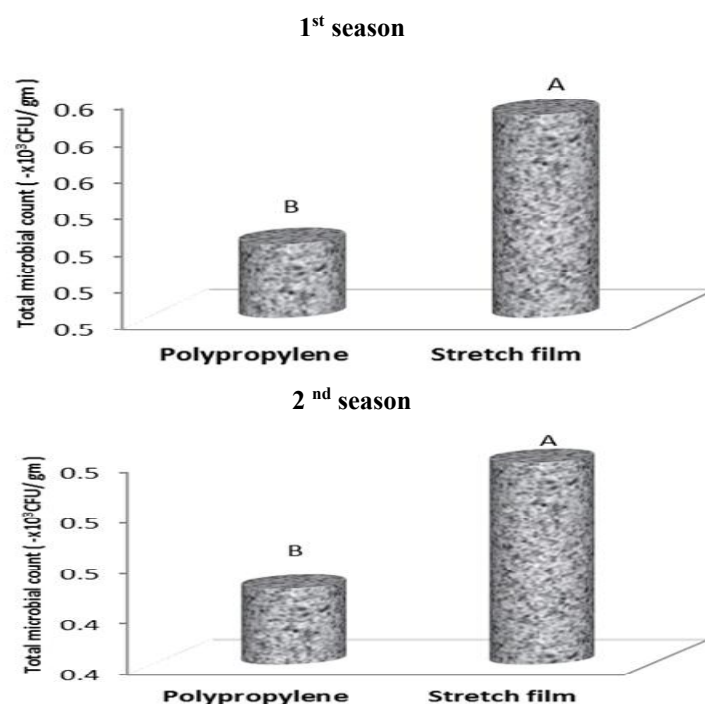 1st season
Total microbial count ( -x10³CFU/ gm)
0.6
0.6
0.6
0.5
0.5
0.5
0.5
B
A
Polypropylene Stretch film
2 nd season
Total microbial count ( -x10³CFU/ gm)
0.5
0.5
0.5
0.4
0.4
B
A
Polypropylene Stretch film